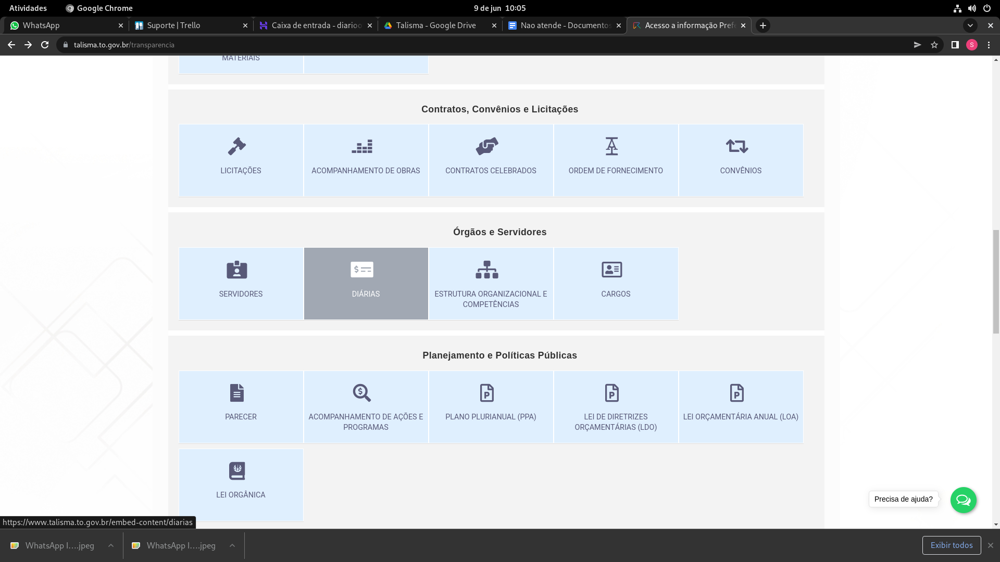 Atividades
Google Chrome
9 de jun 10:05
WhatsApp
Suporte | Trello
Caixa de entrada - diarioo
Talisma - Google Drive
Nao atende - Documentos
Acesso a informação Prefe
talisma.to.gov.br/transparencia
S
MATERIAIS
Contratos, Convênios e Licitações
LICITAÇÕES
ACOMPANHAMENTO DE OBRAS
CONTRATOS CELEBRADOS
ORDEM DE FORNECIMENTO
CONVÊNIOS
Órgãos e Servidores
SERVIDORES
DIÁRIAS
ESTRUTURA ORGANIZACIONAL E
COMPETÊNCIAS
CARGOS
Planejamento e Políticas Públicas
PARECER
ACOMPANHAMENTO DE AÇÕES E
PROGRAMAS
PLANO PLURIANUAL (PPA)
LEI DE DIRETRIZES
ORÇAMENTÁRIAS (LDO)
LEI ORÇAMENTÁRIA ANUAL (LOA)
LEI ORGÂNICA
Precisa de ajuda?
https://www.talisma.to.gov.br/embed-content/diarias
WhatsApp I....jpeg
WhatsApp I....jpeg
Exibir todos